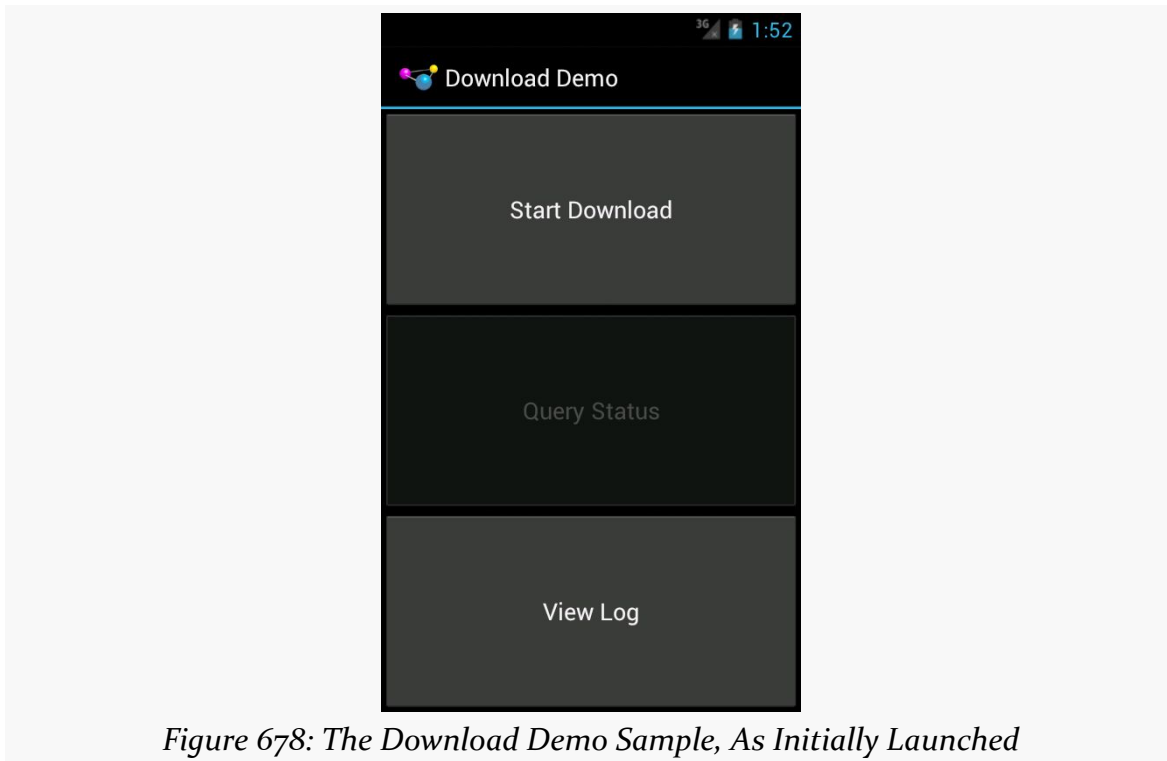 3G 1:52
Download Demo
Start Download
Query Status
View Log
Figure 678: The Download Demo Sample, As Initially Launched